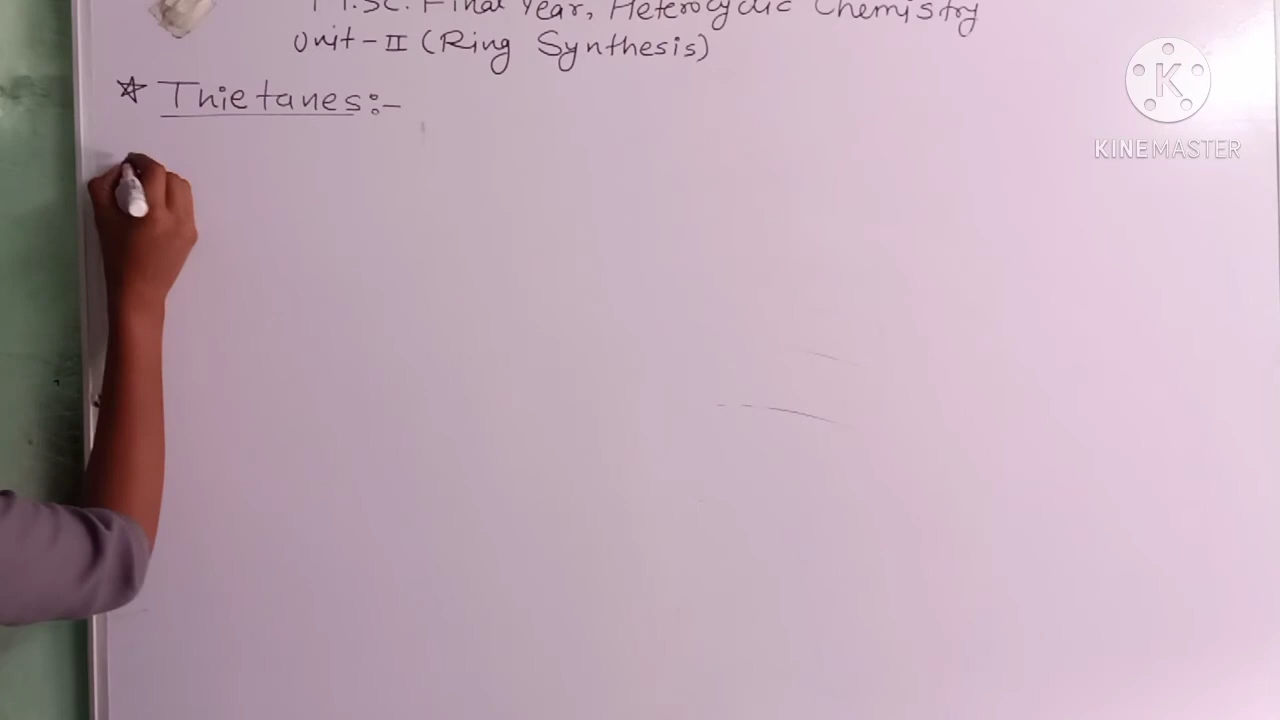 M.Sc. Final Year, Heterocyclic Chemistry
Unit-II (Ring Synthesis)
☆ Thietanes:-
K
KINEMASTER